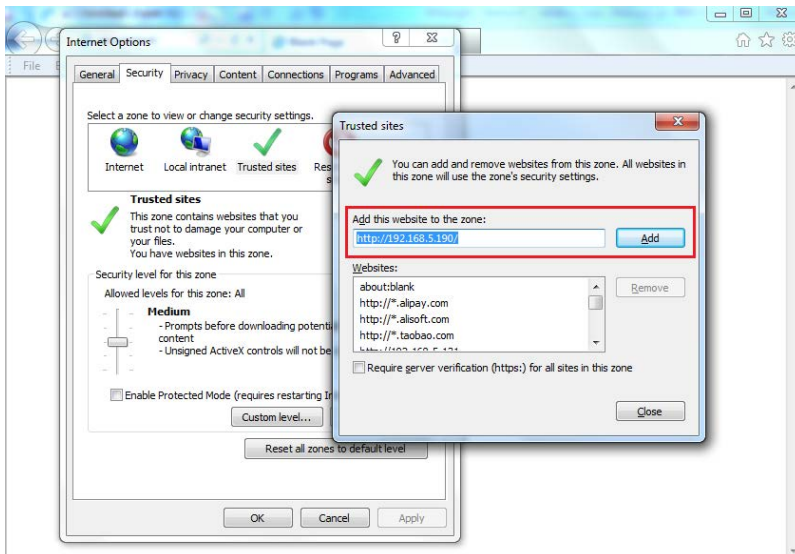 Internet Options
File
General Security Privacy Content Connections Programs Advanced
Select a zone to view or change security settings.
Internet Local intranet Trusted sites
Trusted sites
This zone contains websites that you
trust not to damage your computer or
your files.
You have websites in this zone.
Security level for this zone
Allowed levels for this zone: All
Medium
- Prompts before downloading
content
- Unsigned ActiveX controls will not be
Enable Protected Mode (requires restarting
Custom level...
Reset all zones to default level
OK Cancel Apply
Trusted sites
You can add and remove websites from this zone. All websites in
this zone will use the zone's security settings.
Add this website to the zone:
http://192.168.5.190/ Add
Websites:
about:blank
http://*.alipay.com
http://*.alisoft.com
http://*.taobao.com
Remove
Require server verification (https:) for all sites in this zone
Close